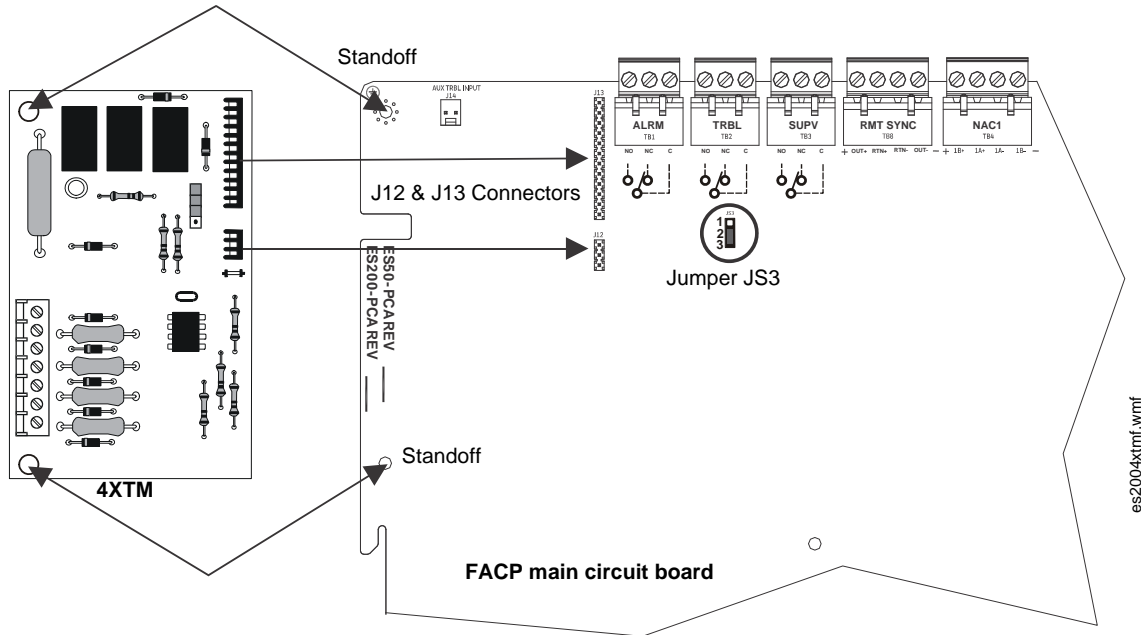 Standoff
AUX TRBL INPUT
J14
J13
ALRM
TB1
TRBL
TB2
SUPV
TB3
RMT SYNC
TB8
NAC1
TB4
NO NC C
NO NC C
NO NC C
+ OUT+ RTN+ RTN- OUT- -
+ 1B+ 1A+ 1A- 1B- -
J12 & J13 Connectors
J12
JS3
1
2
3
Jumper JS3
ES50-PCA REV
ES200-PCA REV
Standoff
4XTM
FACP main circuit board
es2004xtmf.wmf